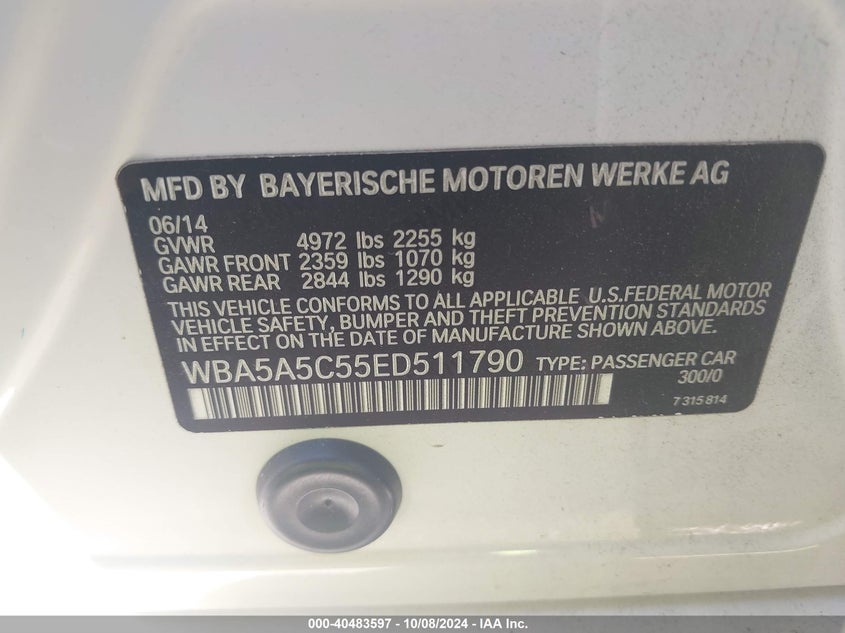 MFD BY BAYERISCHE MOTOREN WERKE AG
06/14
GVWR 4972 lbs 2255 kg
GAWR FRONT 2359 lbs 1070 kg
GAWR REAR 2844 lbs 1290 kg
THIS VEHICLE CONFORMS TO ALL APPLICABLE U.S.FEDERAL MOTOR
VEHICLE SAFETY, BUMPER AND THEFT PREVENTION STANDARDS
IN EFFECT ON THE DATE OF MANUFACTURE SHOWN ABOVE.
WBA5A5C55ED511790 TYPE: PASSENGER CAR
300/0
7 315 814
000-40483597 - 10/08/2024 - IAA Inc.